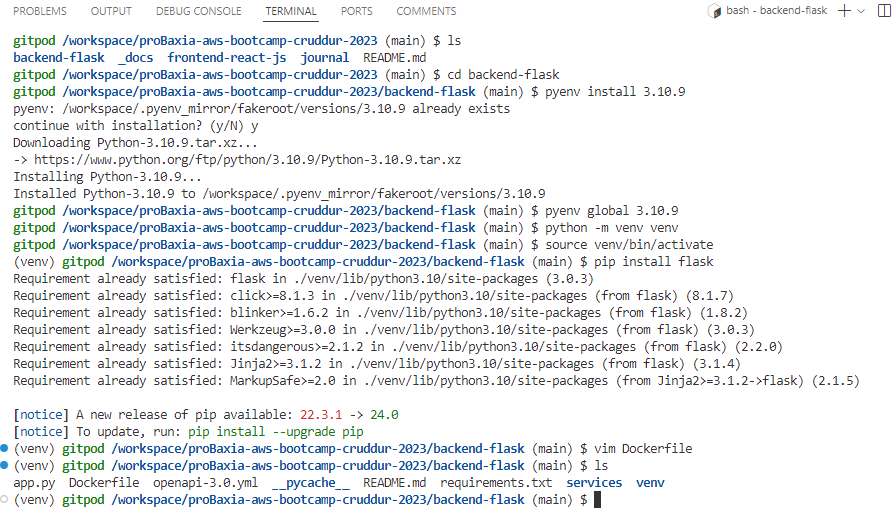 PROBLEMS OUTPUT DEBUG CONSOLE TERMINAL PORTS COMMENTS bash - backend-flask
gitpod /workspace/proBaxia-aws-bootcamp-cruddur-2023 (main) $ ls
backend-flask _docs frontend-react-js journal README.md
gitpod /workspace/proBaxia-aws-bootcamp-cruddur-2023 (main) $ cd backend-flask
gitpod /workspace/proBaxia-aws-bootcamp-cruddur-2023/backend-flask (main) $ pyenv install 3.10.9
pyenv: /workspace/.pyenv_mirror/fakeroot/versions/3.10.9 already exists
continue with installation? (y/N) y
Downloading Python-3.10.9.tar.xz...
-> https://www.python.org/ftp/python/3.10.9/Python-3.10.9.tar.xz
Installing Python-3.10.9...
Installed Python-3.10.9 to /workspace/.pyenv_mirror/fakeroot/versions/3.10.9
gitpod /workspace/proBaxia-aws-bootcamp-cruddur-2023/backend-flask (main) $ pyenv global 3.10.9
gitpod /workspace/proBaxia-aws-bootcamp-cruddur-2023/backend-flask (main) $ python -m venv venv
gitpod /workspace/proBaxia-aws-bootcamp-cruddur-2023/backend-flask (main) $ source venv/bin/activate
(venv) gitpod /workspace/proBaxia-aws-bootcamp-cruddur-2023/backend-flask (main) $ pip install flask
Requirement already satisfied: flask in ./venv/lib/python3.10/site-packages (3.0.3)
Requirement already satisfied: click>=8.1.3 in ./venv/lib/python3.10/site-packages (from flask) (8.1.7)
Requirement already satisfied: blinker>=1.6.2 in ./venv/lib/python3.10/site-packages (from flask) (1.8.2)
Requirement already satisfied: Werkzeug>=3.0.0 in ./venv/lib/python3.10/site-packages (from flask) (3.0.3)
Requirement already satisfied: itsdangerous>=2.1.2 in ./venv/lib/python3.10/site-packages (from flask) (2.2.0)
Requirement already satisfied: Jinja2>=3.1.2 in ./venv/lib/python3.10/site-packages (from flask) (3.1.4)
Requirement already satisfied: MarkupSafe>=2.0 in ./venv/lib/python3.10/site-packages (from Jinja2>=3.1.2->flask) (2.1.5)
[notice] A new release of pip available: 22.3.1 -> 24.0
[notice] To update, run: pip install --upgrade pip
(venv) gitpod /workspace/proBaxia-aws-bootcamp-cruddur-2023/backend-flask (main) $ vim Dockerfile
(venv) gitpod /workspace/proBaxia-aws-bootcamp-cruddur-2023/backend-flask (main) $ ls
app.py Dockerfile openapi-3.0.yml __pycache__ README.md requirements.txt services venv
(venv) gitpod /workspace/proBaxia-aws-bootcamp-cruddur-2023/backend-flask (main) $